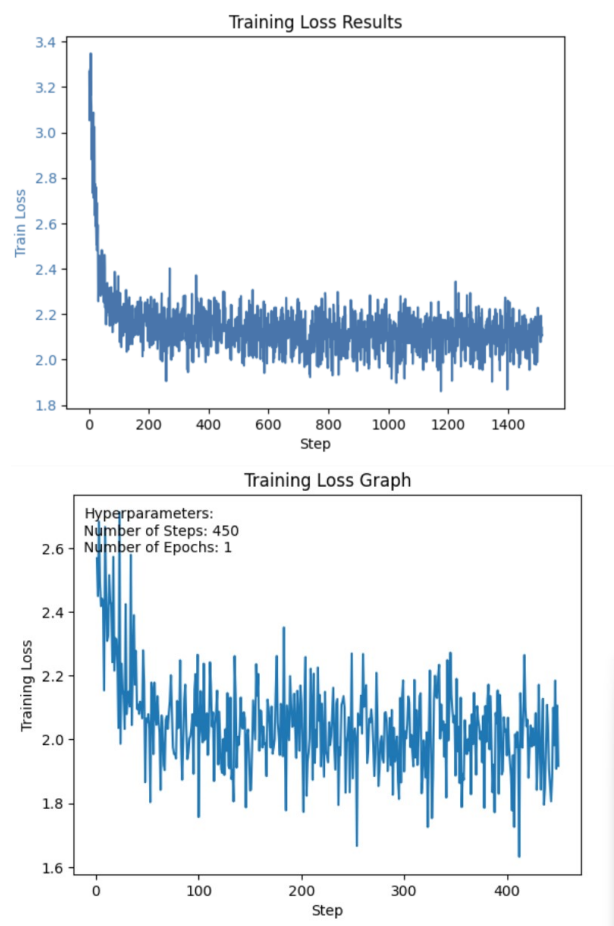 Training Loss Results
3.4
3.2
3.0
2.8
2.6
2.4
2.2
2.0
1.8
Train Loss
0 200 400 600 800 1000 1200 1400
Step
Training Loss Graph
Hyperparameters:
Number of Steps: 450
Number of Epochs: 1
2.6
2.4
2.2
2.0
1.8
1.6
Training Loss
0 100 200 300 400
Step